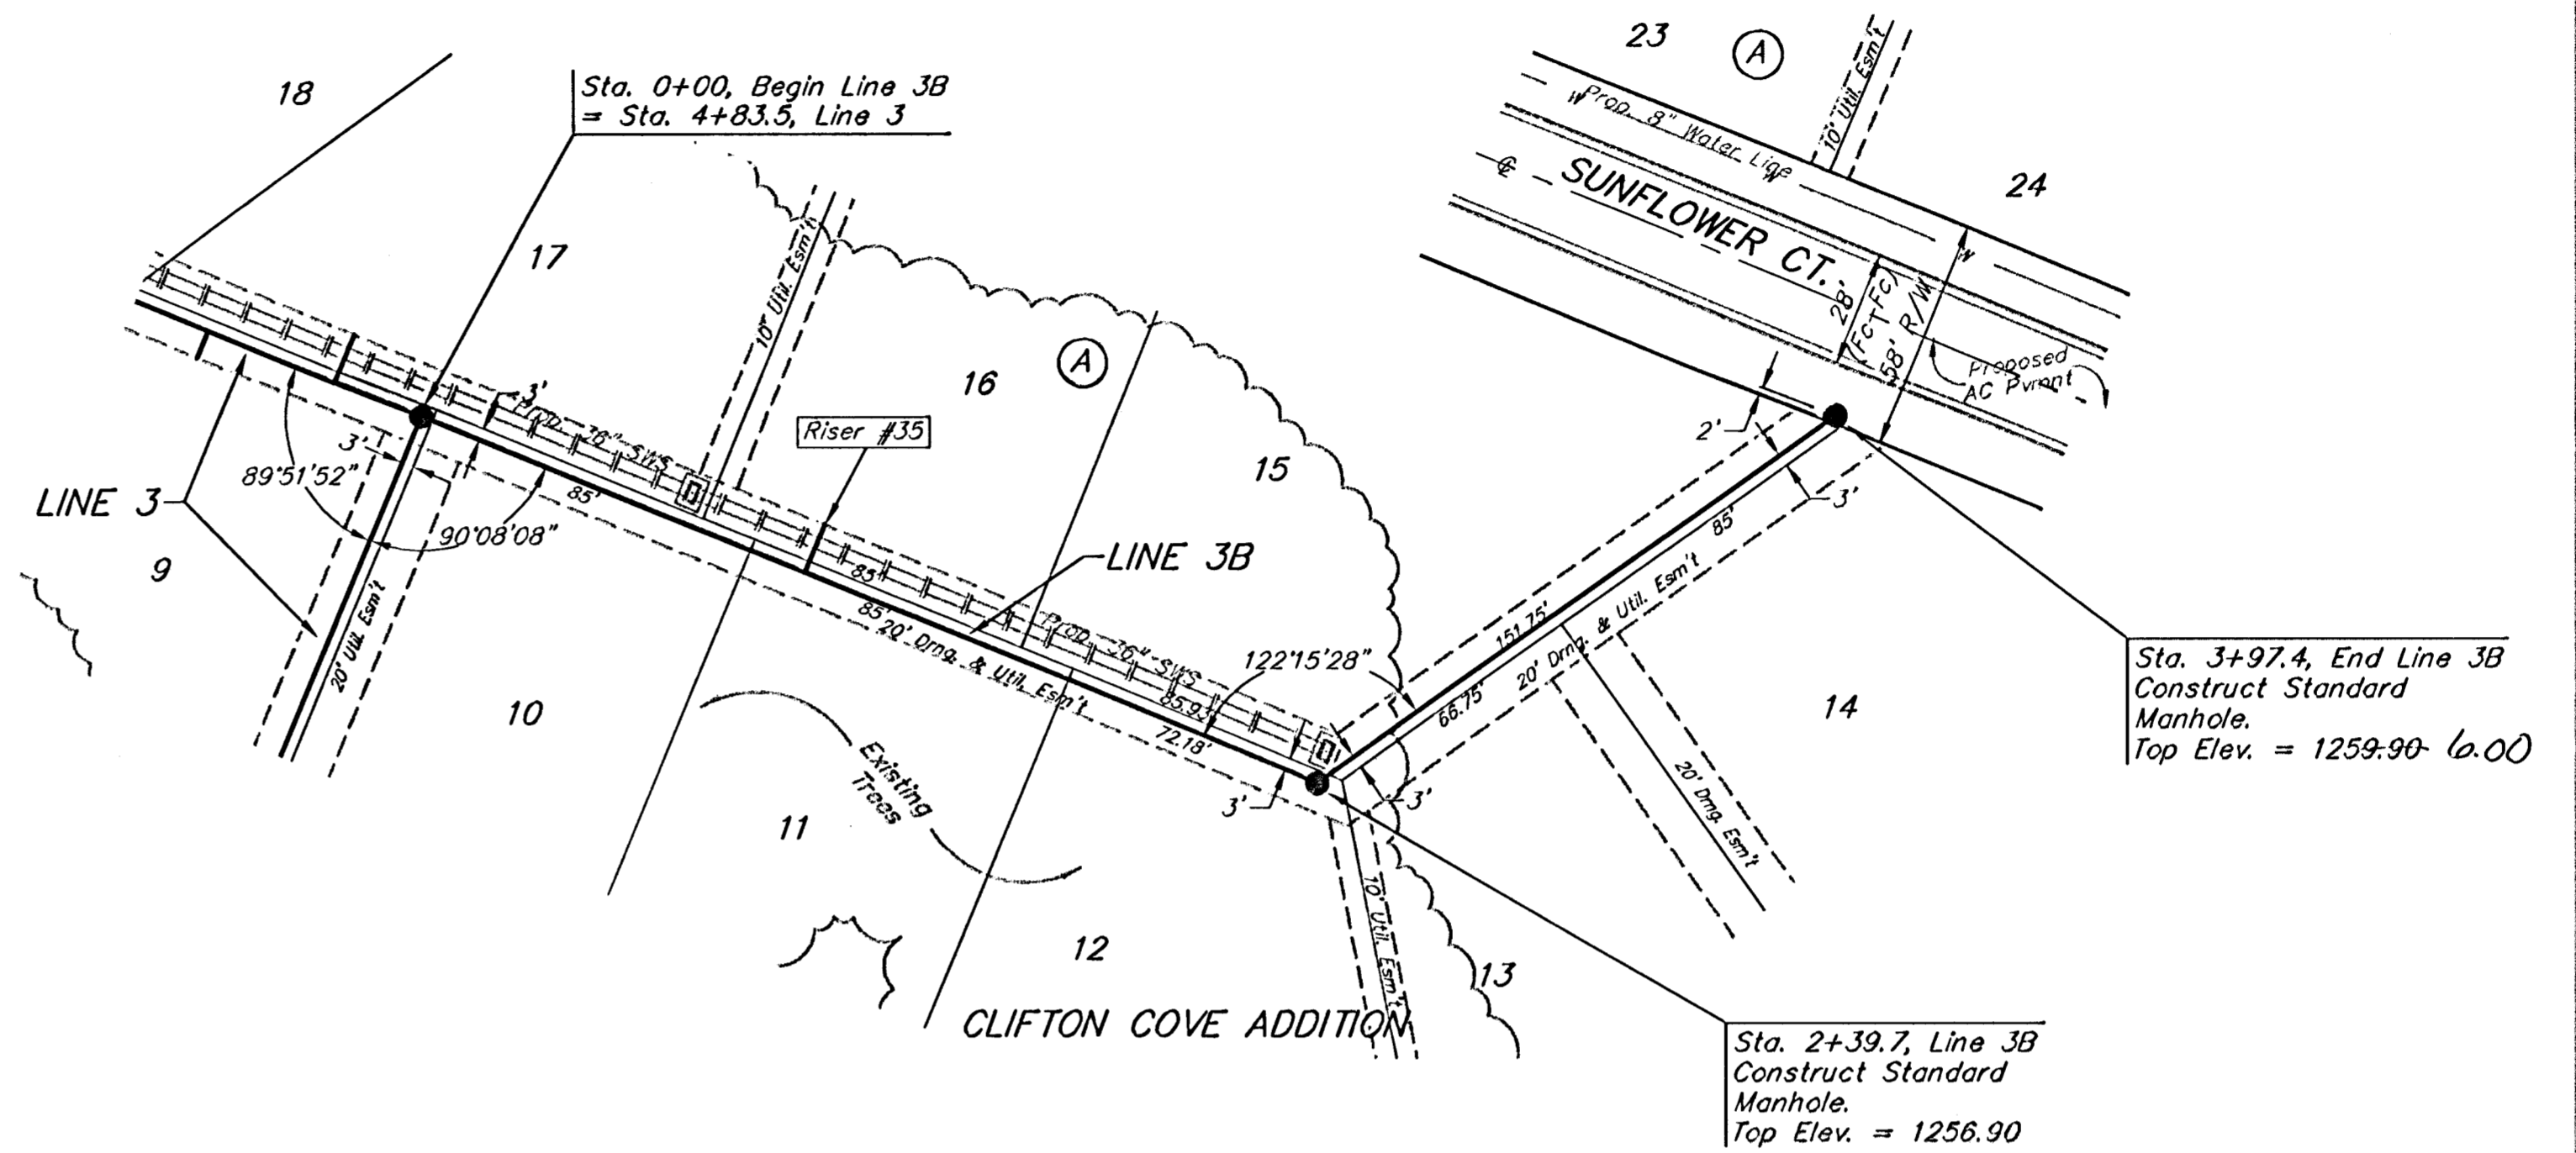 23
A
10' Util. Esm't
18
Sta. 0+00, Begin Line 3B
= Sta. 4+83.5, Line 3
W Prop. 8" Water Line W
24
℄ SUNFLOWER CT.
17
10' Util. Esm't
W
28'
(FcTFc)
58' R/W
Proposed
AC Pvmnt
A
16
3'
Prop. 36" SWS
Riser #35
15
2'
3'
3'
89°51'52"
85'
LINE 3
90°08'08"
85'
9
LINE 3B
85'
85'
20' Drng. & Util. Esm't
20' Util. Esm't
Prop. 36" SWS
151.75'
20' Drng. & Util. Esm't
122°15'28"
85.93'
66.75'
72.18'
Sta. 3+97.4, End Line 3B
Construct Standard
Manhole.
Top Elev. = 1259.90 6.00
10
14
Existing
Trees
20' Drng. Esm't
3'
3'
11
10' Util. Esm't
12
13
CLIFTON COVE ADDITION
Sta. 2+39.7, Line 3B
Construct Standard
Manhole.
Top Elev. = 1256.90